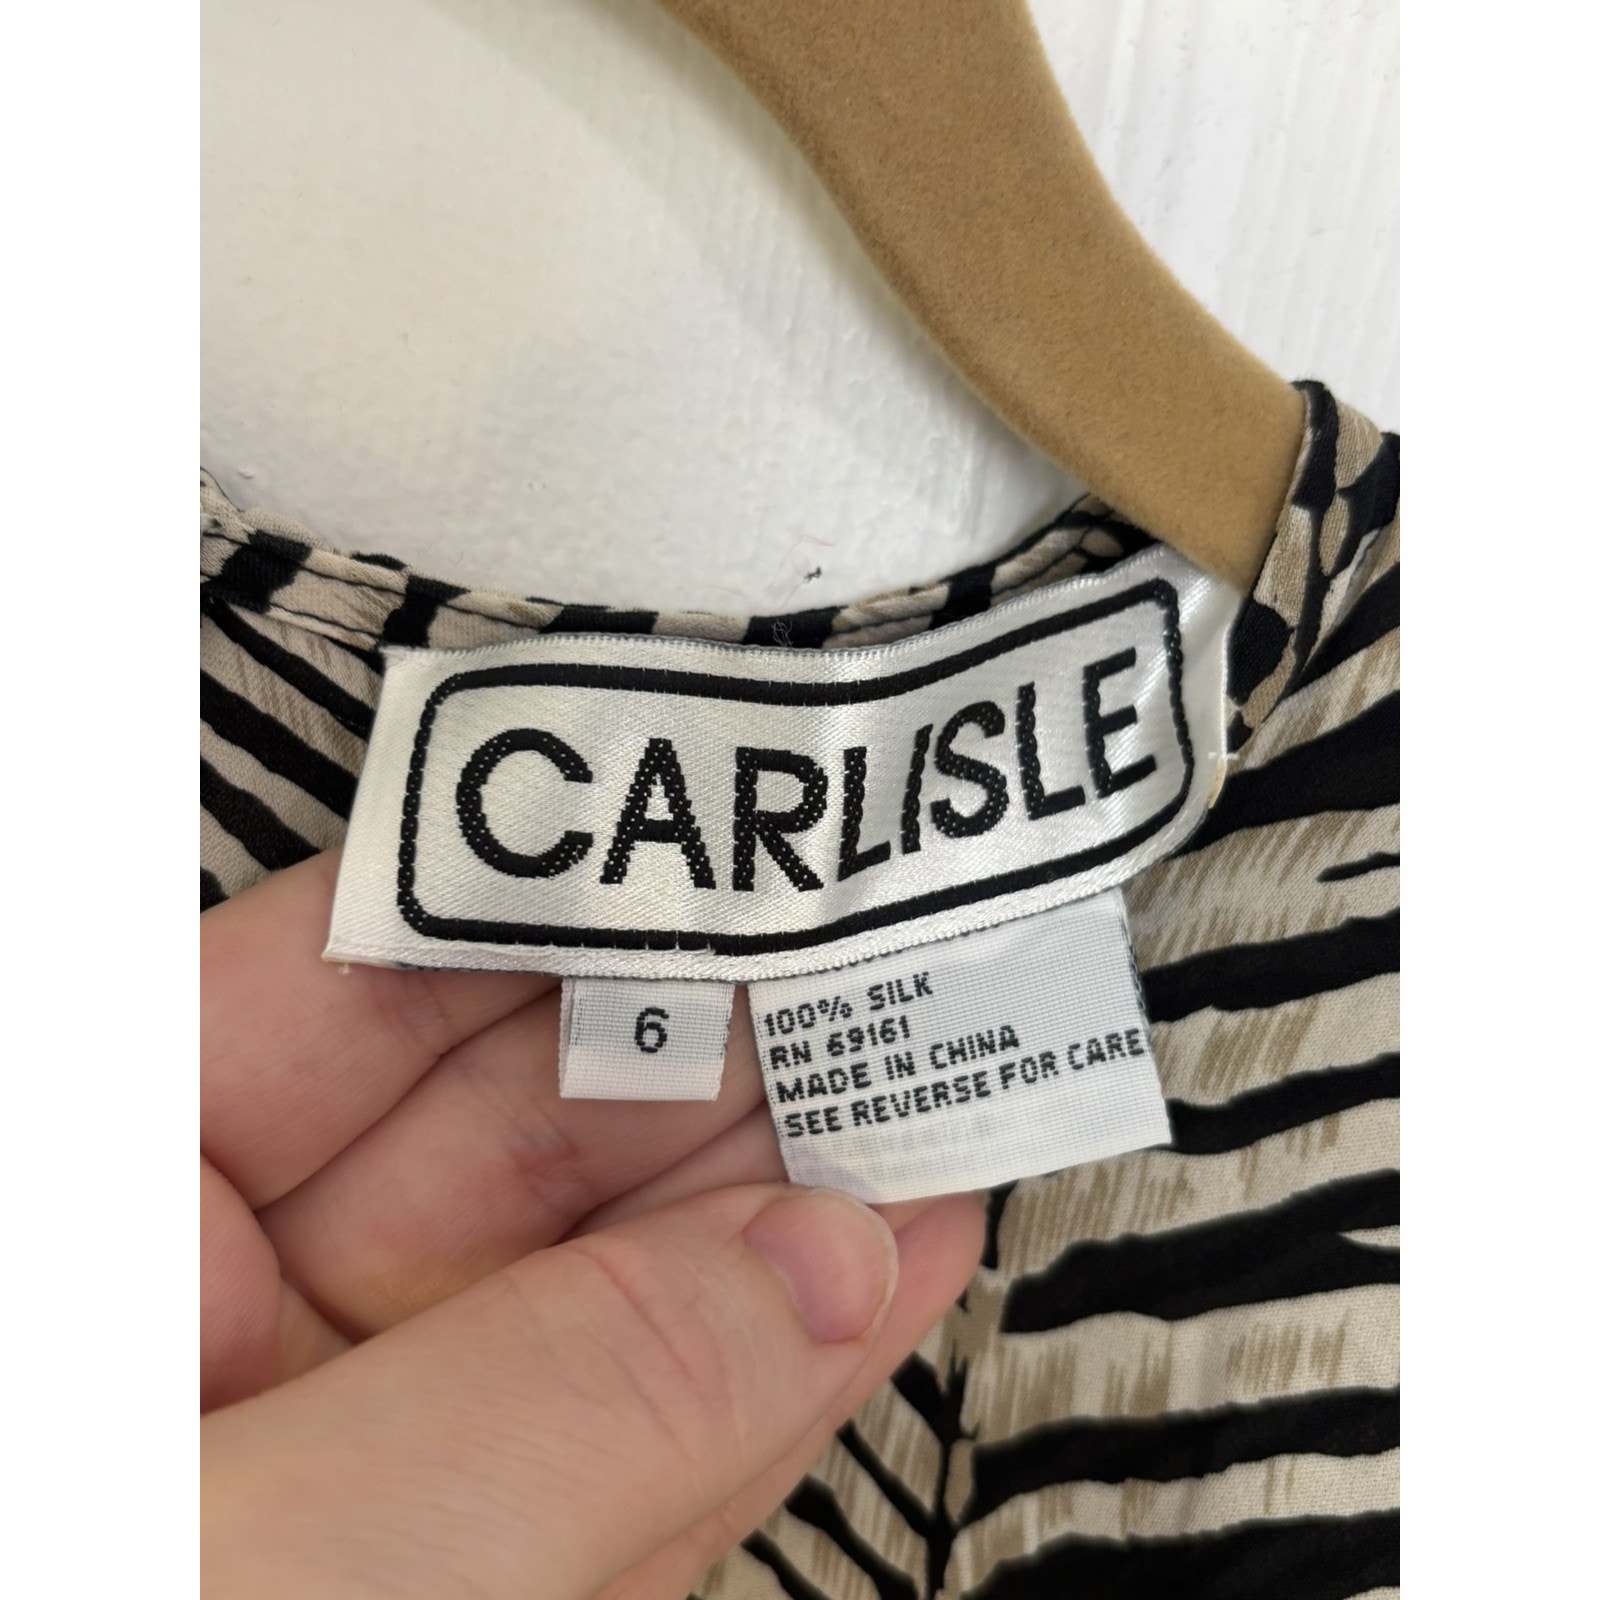 CARLISLE
6
100% SILK
RN 69161
MADE IN CHINA
SEE REVERSE FOR CARE